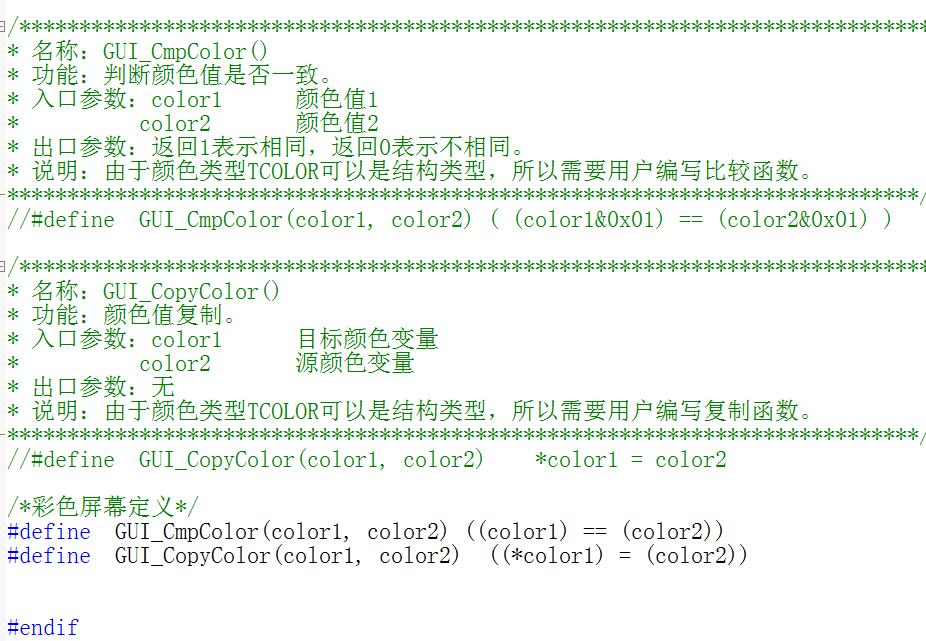 /****************************************************************************
* 名称：GUI_CmpColor()
* 功能：判断颜色值是否一致。
* 入口参数：color1      颜色值1
*          color2       颜色值2
* 出口参数：返回1表示相同，返回0表示不相同。
* 说明：由于颜色类型TCOLOR可以是结构类型，所以需要用户编写比较函数。
****************************************************************************/
//#define  GUI_CmpColor(color1, color2) ( (color1&0x01) == (color2&0x01) )
/****************************************************************************
* 名称：GUI_CopyColor()
* 功能：颜色值复制。
* 入口参数：color1      目标颜色变量
*          color2       源颜色变量
* 出口参数：无
* 说明：由于颜色类型TCOLOR可以是结构类型，所以需要用户编写复制函数。
****************************************************************************/
//#define  GUI_CopyColor(color1, color2)    *color1 = color2
/*彩色屏幕定义*/
#define  GUI_CmpColor(color1, color2) ((color1) == (color2))
#define  GUI_CopyColor(color1, color2)  ((*color1) = (color2))
#endif